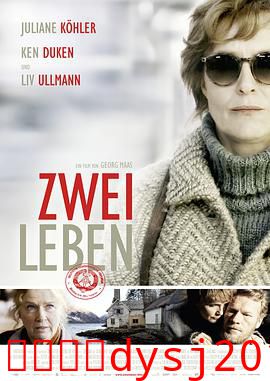 JULIANE KÖHLER
KEN DUKEN
UND
LIV ULLMANN
EIN FILM VON GEORG MAAS
ZWEI
LEBEN
dysj20